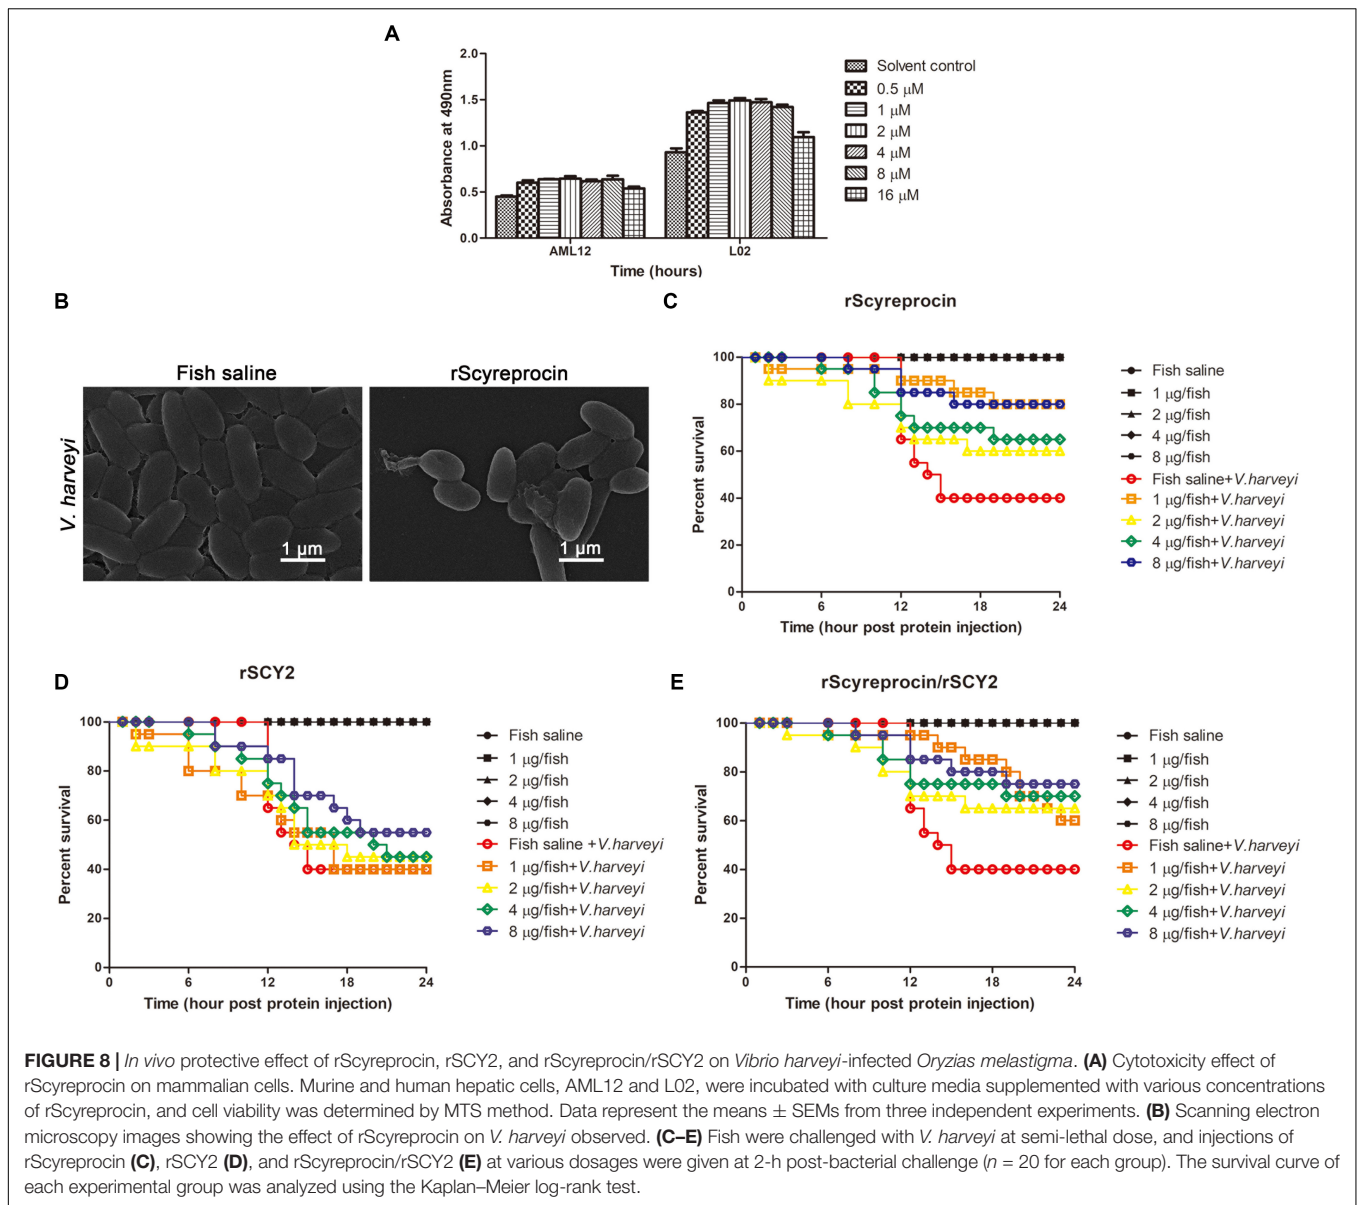 A
2.0
1.5
1.0
0.5
0.0
Absorbance at 490nm
AML12
L02
Time (hours)
Solvent control
0.5 µM
1 µM
2 µM
4 µM
8 µM
16 µM
B
Fish saline
rScyreprocin
V. harveyi
1 µm
1 µm
C
rScyreprocin
100
80
60
40
20
0
Percent survival
0
6
12
18
24
Time (hour post protein injection)
Fish saline
1 µg/fish
2 µg/fish
4 µg/fish
8 µg/fish
Fish saline+V.harveyi
1 µg/fish+V.harveyi
2 µg/fish+V.harveyi
4 µg/fish+V.harveyi
8 µg/fish+V.harveyi
D
rSCY2
100
80
60
40
20
0
Percent survival
0
6
12
18
24
Time (hour post protein injection)
Fish saline
1 µg/fish
2 µg/fish
4 µg/fish
8 µg/fish
Fish saline +V.harveyi
1 µg/fish+V.harveyi
2 µg/fish+V.harveyi
4 µg/fish+V.harveyi
8 µg/fish+V.harveyi
E
rScyreprocin/rSCY2
100
80
60
40
20
0
Percent survival
0
6
12
18
24
Time (hour post protein injection)
Fish saline
1 µg/fish
2 µg/fish
4 µg/fish
8 µg/fish
Fish saline+V.harveyi
1 µg/fish+V.harveyi
2 µg/fish+V.harveyi
4 µg/fish+V.harveyi
8 µg/fish+V.harveyi
FIGURE 8 | In vivo protective effect of rScyreprocin, rSCY2, and rScyreprocin/rSCY2 on Vibrio harveyi-infected Oryzias melastigma. (A) Cytotoxicity effect of
rScyreprocin on mammalian cells. Murine and human hepatic cells, AML12 and L02, were incubated with culture media supplemented with various concentrations
of rScyreprocin, and cell viability was determined by MTS method. Data represent the means ± SEMs from three independent experiments. (B) Scanning electron
microscopy images showing the effect of rScyreprocin on V. harveyi observed. (C–E) Fish were challenged with V. harveyi at semi-lethal dose, and injections of
rScyreprocin (C), rSCY2 (D), and rScyreprocin/rSCY2 (E) at various dosages were given at 2-h post-bacterial challenge (n = 20 for each group). The survival curve of
each experimental group was analyzed using the Kaplan–Meier log-rank test.